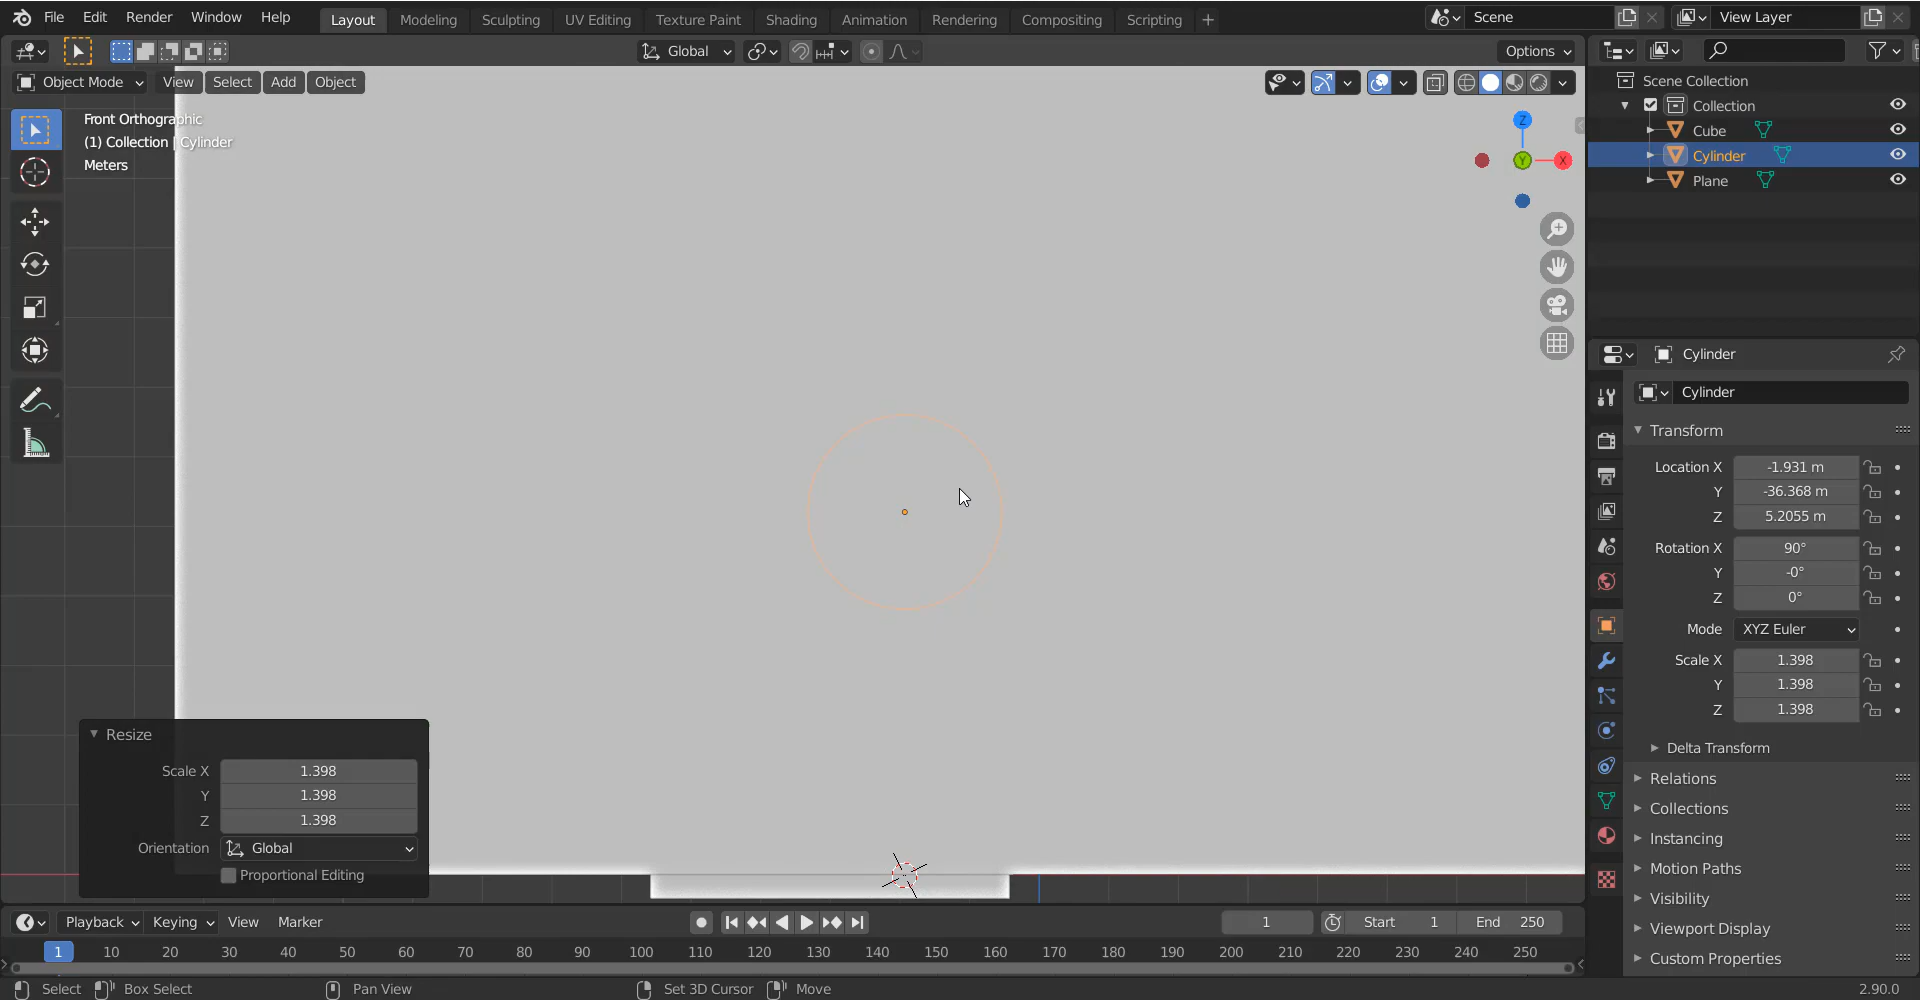 File Edit Render Window Help Layout Modeling Sculpting UV Editing Texture Paint Shading Animation Rendering Compositing Scripting + Scene View Layer
Global Options
Object Mode View Select Add Object
Front Orthographic
(1) Collection | Cylinder
Meters
Z
Y
X
Scene Collection
Collection
Cube
Cylinder
Plane
Cylinder
Cylinder
Transform
Location X -1.931 m
Y -36.368 m
Z 5.2055 m
Rotation X 90°
Y -0°
Z 0°
Mode XYZ Euler
Scale X 1.398
Y 1.398
Z 1.398
Delta Transform
Relations
Collections
Instancing
Motion Paths
Visibility
Viewport Display
Custom Properties
Resize
Scale X 1.398
Y 1.398
Z 1.398
Orientation Global
Proportional Editing
Playback Keying View Marker 1 Start 1 End 250
1 10 20 30 40 50 60 70 80 90 100 110 120 130 140 150 160 170 180 190 200 210 220 230 240 250
Select Box Select Pan View Set 3D Cursor Move 2.90.0